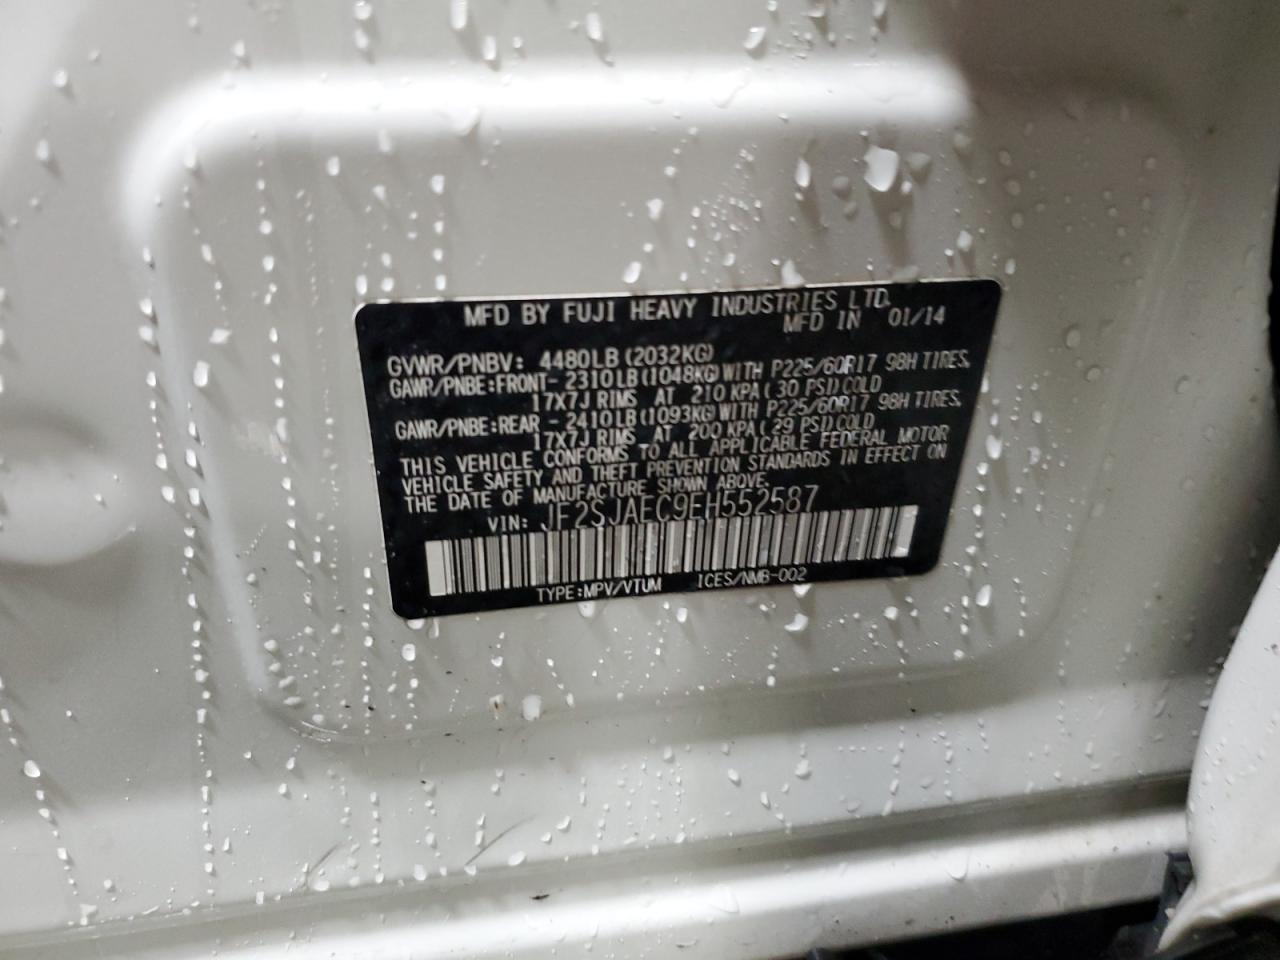 MFD BY FUJI HEAVY INDUSTRIES LTD.
MFD IN 01/14
GVWR/PNBV: 4480LB (2032KG)
GAWR/PNBE:FRONT- 2310LB (1048KG) WITH P225/60R17 98H TIRES.
17X7J RIMS AT 210 KPA ( 30 PSI) COLD
GAWR/PNBE:REAR - 2410LB (1093KG) WITH P225/60R17 98H TIRES.
17X7J RIMS AT 200 KPA ( 29 PSI) COLD
THIS VEHICLE CONFORMS TO ALL APPLICABLE FEDERAL MOTOR
VEHICLE SAFETY AND THEFT PREVENTION STANDARDS IN EFFECT ON
THE DATE OF MANUFACTURE SHOWN ABOVE.
VIN: JF2SJAEC9EH552587
TYPE:MPV/VTUM ICES/NMB-002